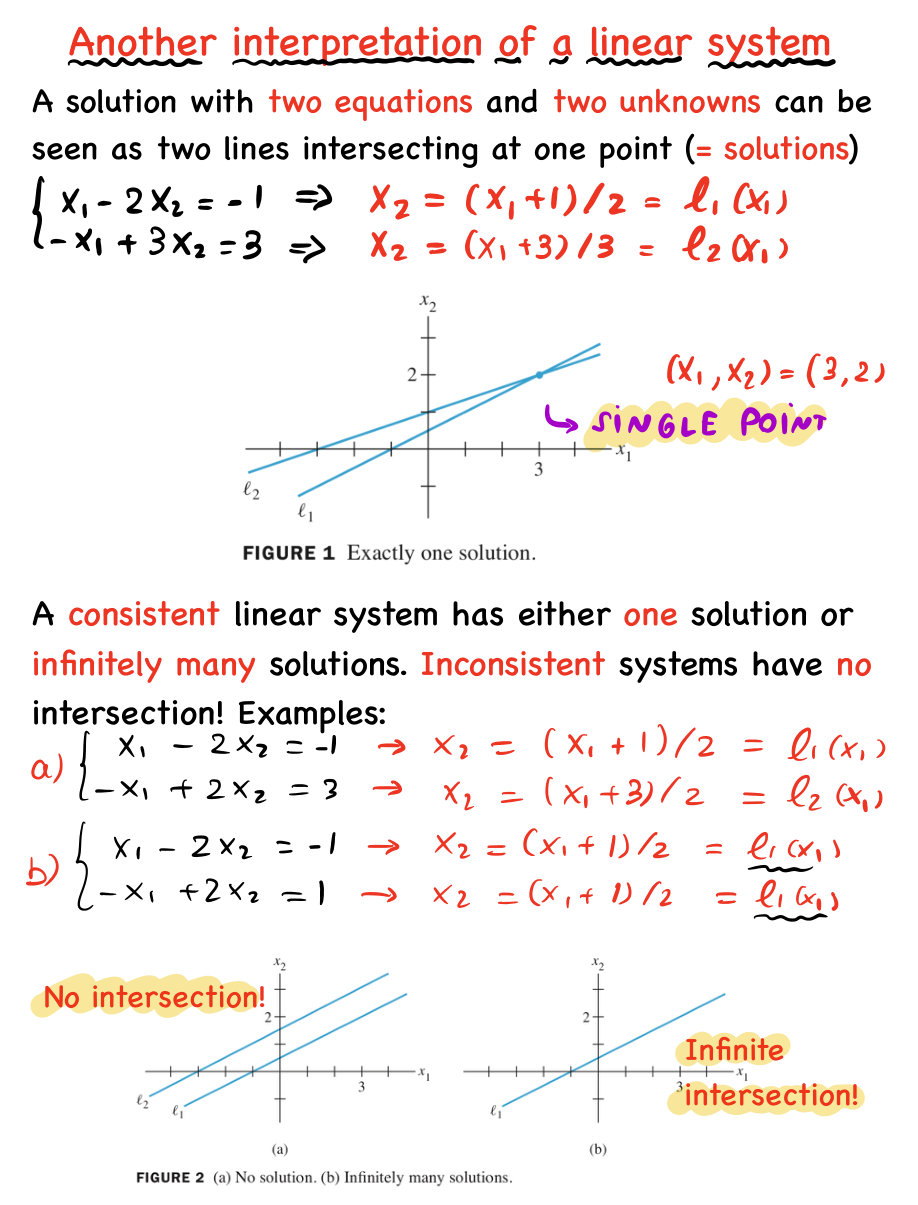 Another interpretation of a linear system
A solution with two equations and two unknowns can be
seen as two lines intersecting at one point (= solutions)
{ x₁ - 2x₂ = -1 ⇒ x₂ = (x₁+1)/2 = ℓ₁(x₁)
-x₁ + 3x₂ = 3 ⇒ x₂ = (x₁+3)/3 = ℓ₂(x₁)
x₂
2
(x₁,x₂) = (3,2)
↳ SINGLE POINT
x₁
3
ℓ₂
ℓ₁
FIGURE 1 Exactly one solution.
A consistent linear system has either one solution or
infinitely many solutions. Inconsistent systems have no
intersection! Examples:
a) { x₁ - 2x₂ = -1 → x₂ = (x₁ + 1)/2 = ℓ₁(x₁)
-x₁ + 2x₂ = 3 → x₂ = (x₁+3)/2 = ℓ₂(x₁)
b) { x₁ - 2x₂ = -1 → x₂ = (x₁+1)/2 = ℓ₁(x₁)
-x₁ + 2x₂ = 1 → x₂ = (x₁+1)/2 = ℓ₁(x₁)
No intersection!
x₂
2
x₁
3
ℓ₂
ℓ₁
(a)
x₂
2
Infinite
x₁
3
intersection!
ℓ₁
(b)
FIGURE 2 (a) No solution. (b) Infinitely many solutions.